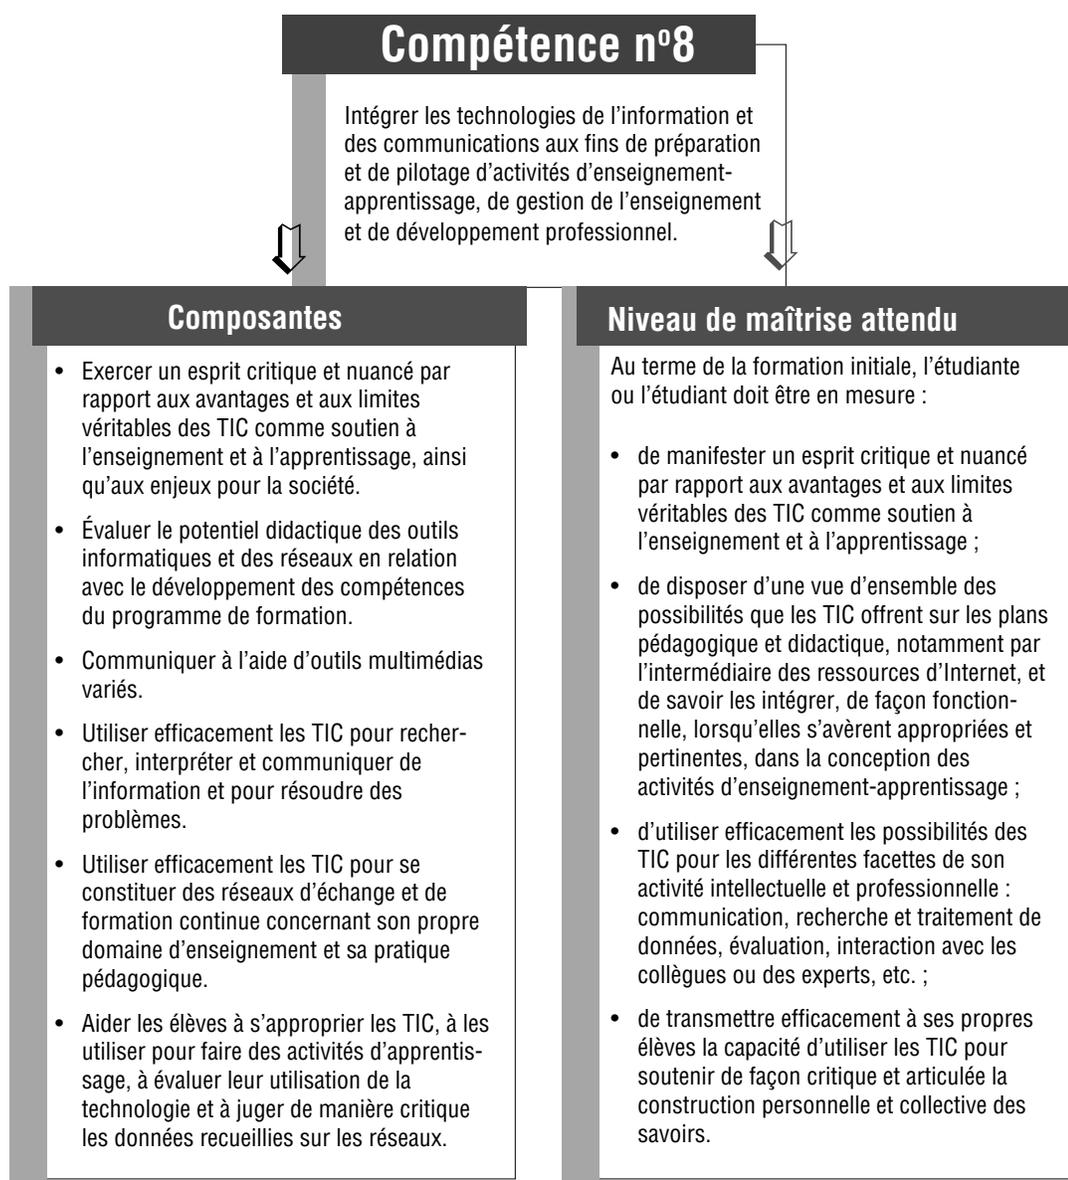 Compétence nº8
Intégrer les technologies de l’information et
des communications aux fins de préparation
et de pilotage d’activités d’enseignement-
apprentissage, de gestion de l’enseignement
et de développement professionnel.
Composantes
• Exercer un esprit critique et nuancé par
rapport aux avantages et aux limites
véritables des TIC comme soutien à
l’enseignement et à l’apprentissage, ainsi
qu’aux enjeux pour la société.
• Évaluer le potentiel didactique des outils
informatiques et des réseaux en relation
avec le développement des compétences
du programme de formation.
• Communiquer à l’aide d’outils multimédias
variés.
• Utiliser efficacement les TIC pour recher-
cher, interpréter et communiquer de
l’information et pour résoudre des
problèmes.
• Utiliser efficacement les TIC pour se
constituer des réseaux d’échange et de
formation continue concernant son propre
domaine d’enseignement et sa pratique
pédagogique.
• Aider les élèves à s’approprier les TIC, à les
utiliser pour faire des activités d’apprentis-
sage, à évaluer leur utilisation de la
technologie et à juger de manière critique
les données recueillies sur les réseaux.
Niveau de maîtrise attendu
Au terme de la formation initiale, l’étudiante
ou l’étudiant doit être en mesure :
• de manifester un esprit critique et nuancé
par rapport aux avantages et aux limites
véritables des TIC comme soutien à
l’enseignement et à l’apprentissage ;
• de disposer d’une vue d’ensemble des
possibilités que les TIC offrent sur les plans
pédagogique et didactique, notamment par
l’intermédiaire des ressources d’Internet, et
de savoir les intégrer, de façon fonction-
nelle, lorsqu’elles s’avèrent appropriées et
pertinentes, dans la conception des
activités d’enseignement-apprentissage ;
• d’utiliser efficacement les possibilités des
TIC pour les différentes facettes de son
activité intellectuelle et professionnelle :
communication, recherche et traitement de
données, évaluation, interaction avec les
collègues ou des experts, etc. ;
• de transmettre efficacement à ses propres
élèves la capacité d’utiliser les TIC pour
soutenir de façon critique et articulée la
construction personnelle et collective des
savoirs.